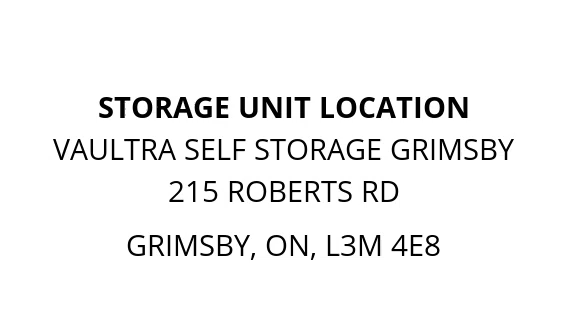 STORAGE UNIT LOCATION
VAULTRA SELF STORAGE GRIMSBY
215 ROBERTS RD
GRIMSBY, ON, L3M 4E8